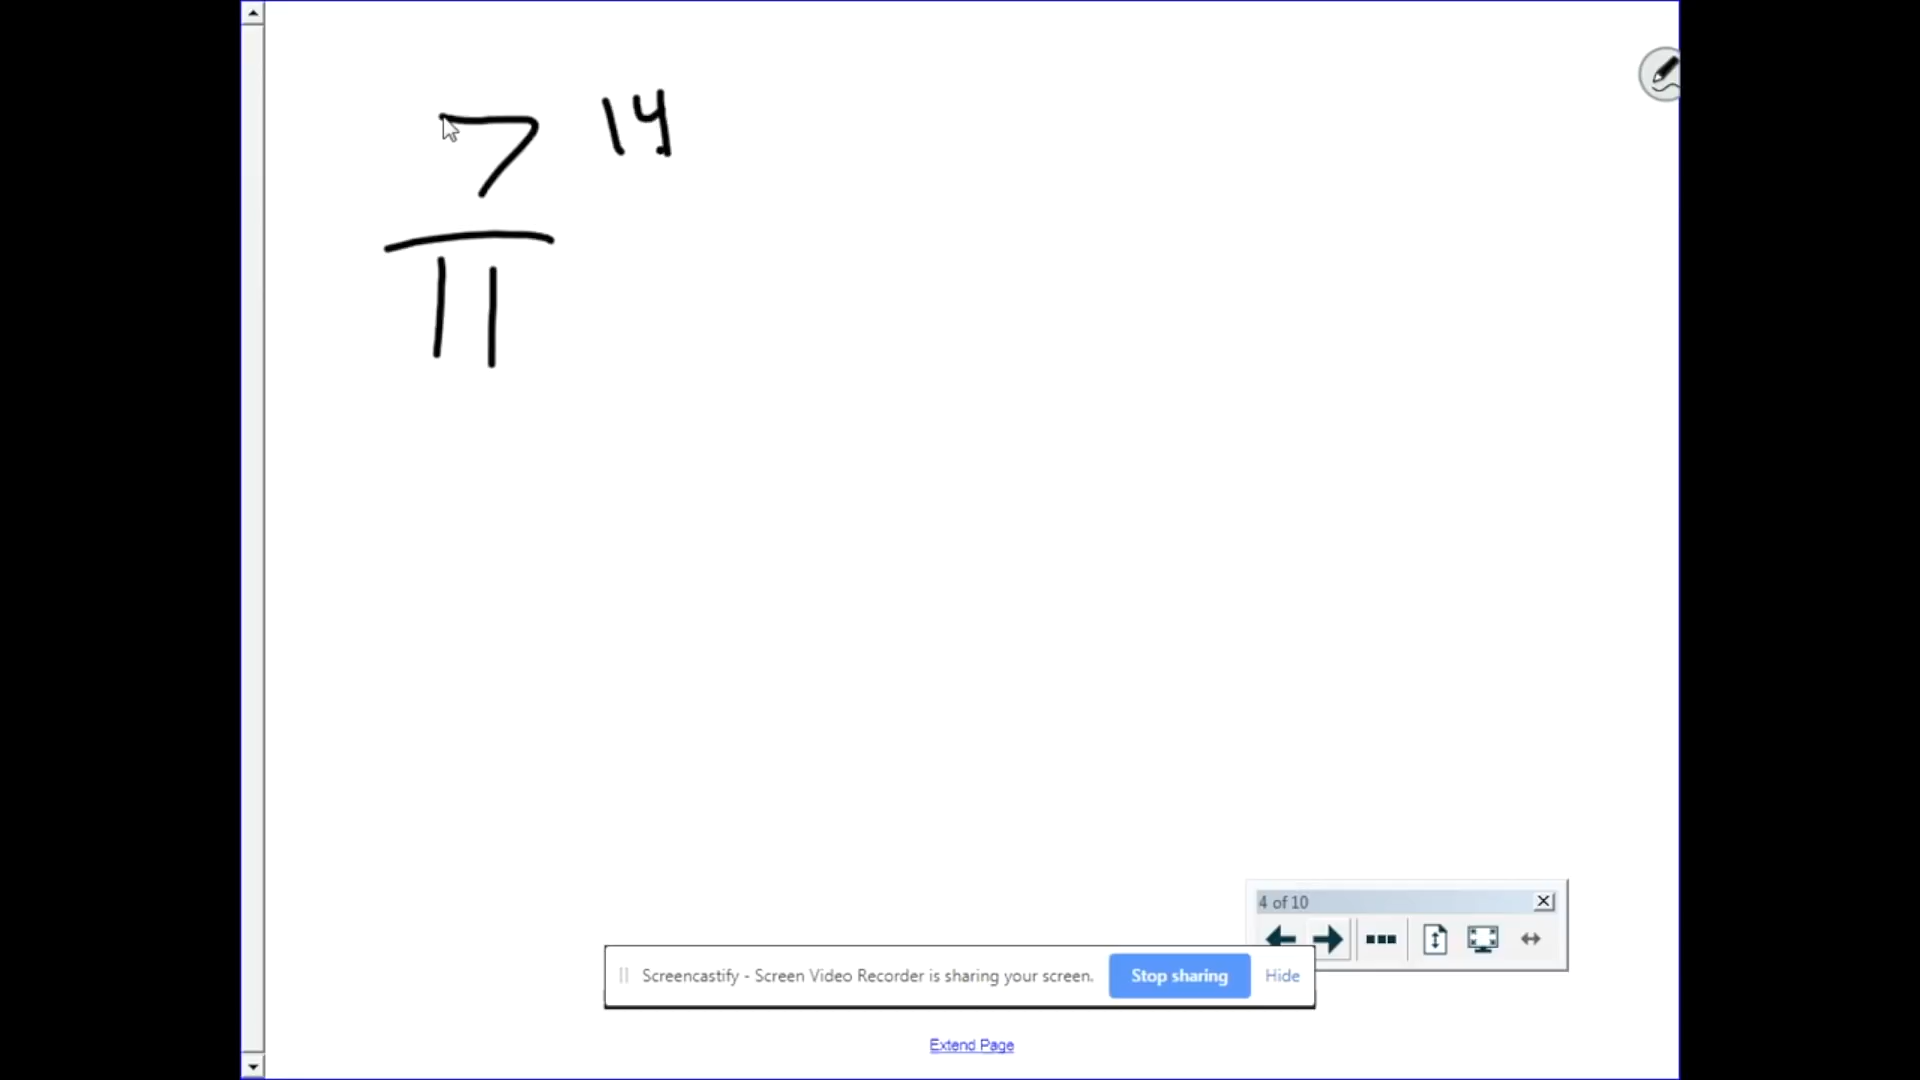 7 14
11
4 of 10
Screencastify - Screen Video Recorder is sharing your screen. Stop sharing Hide
Extend Page